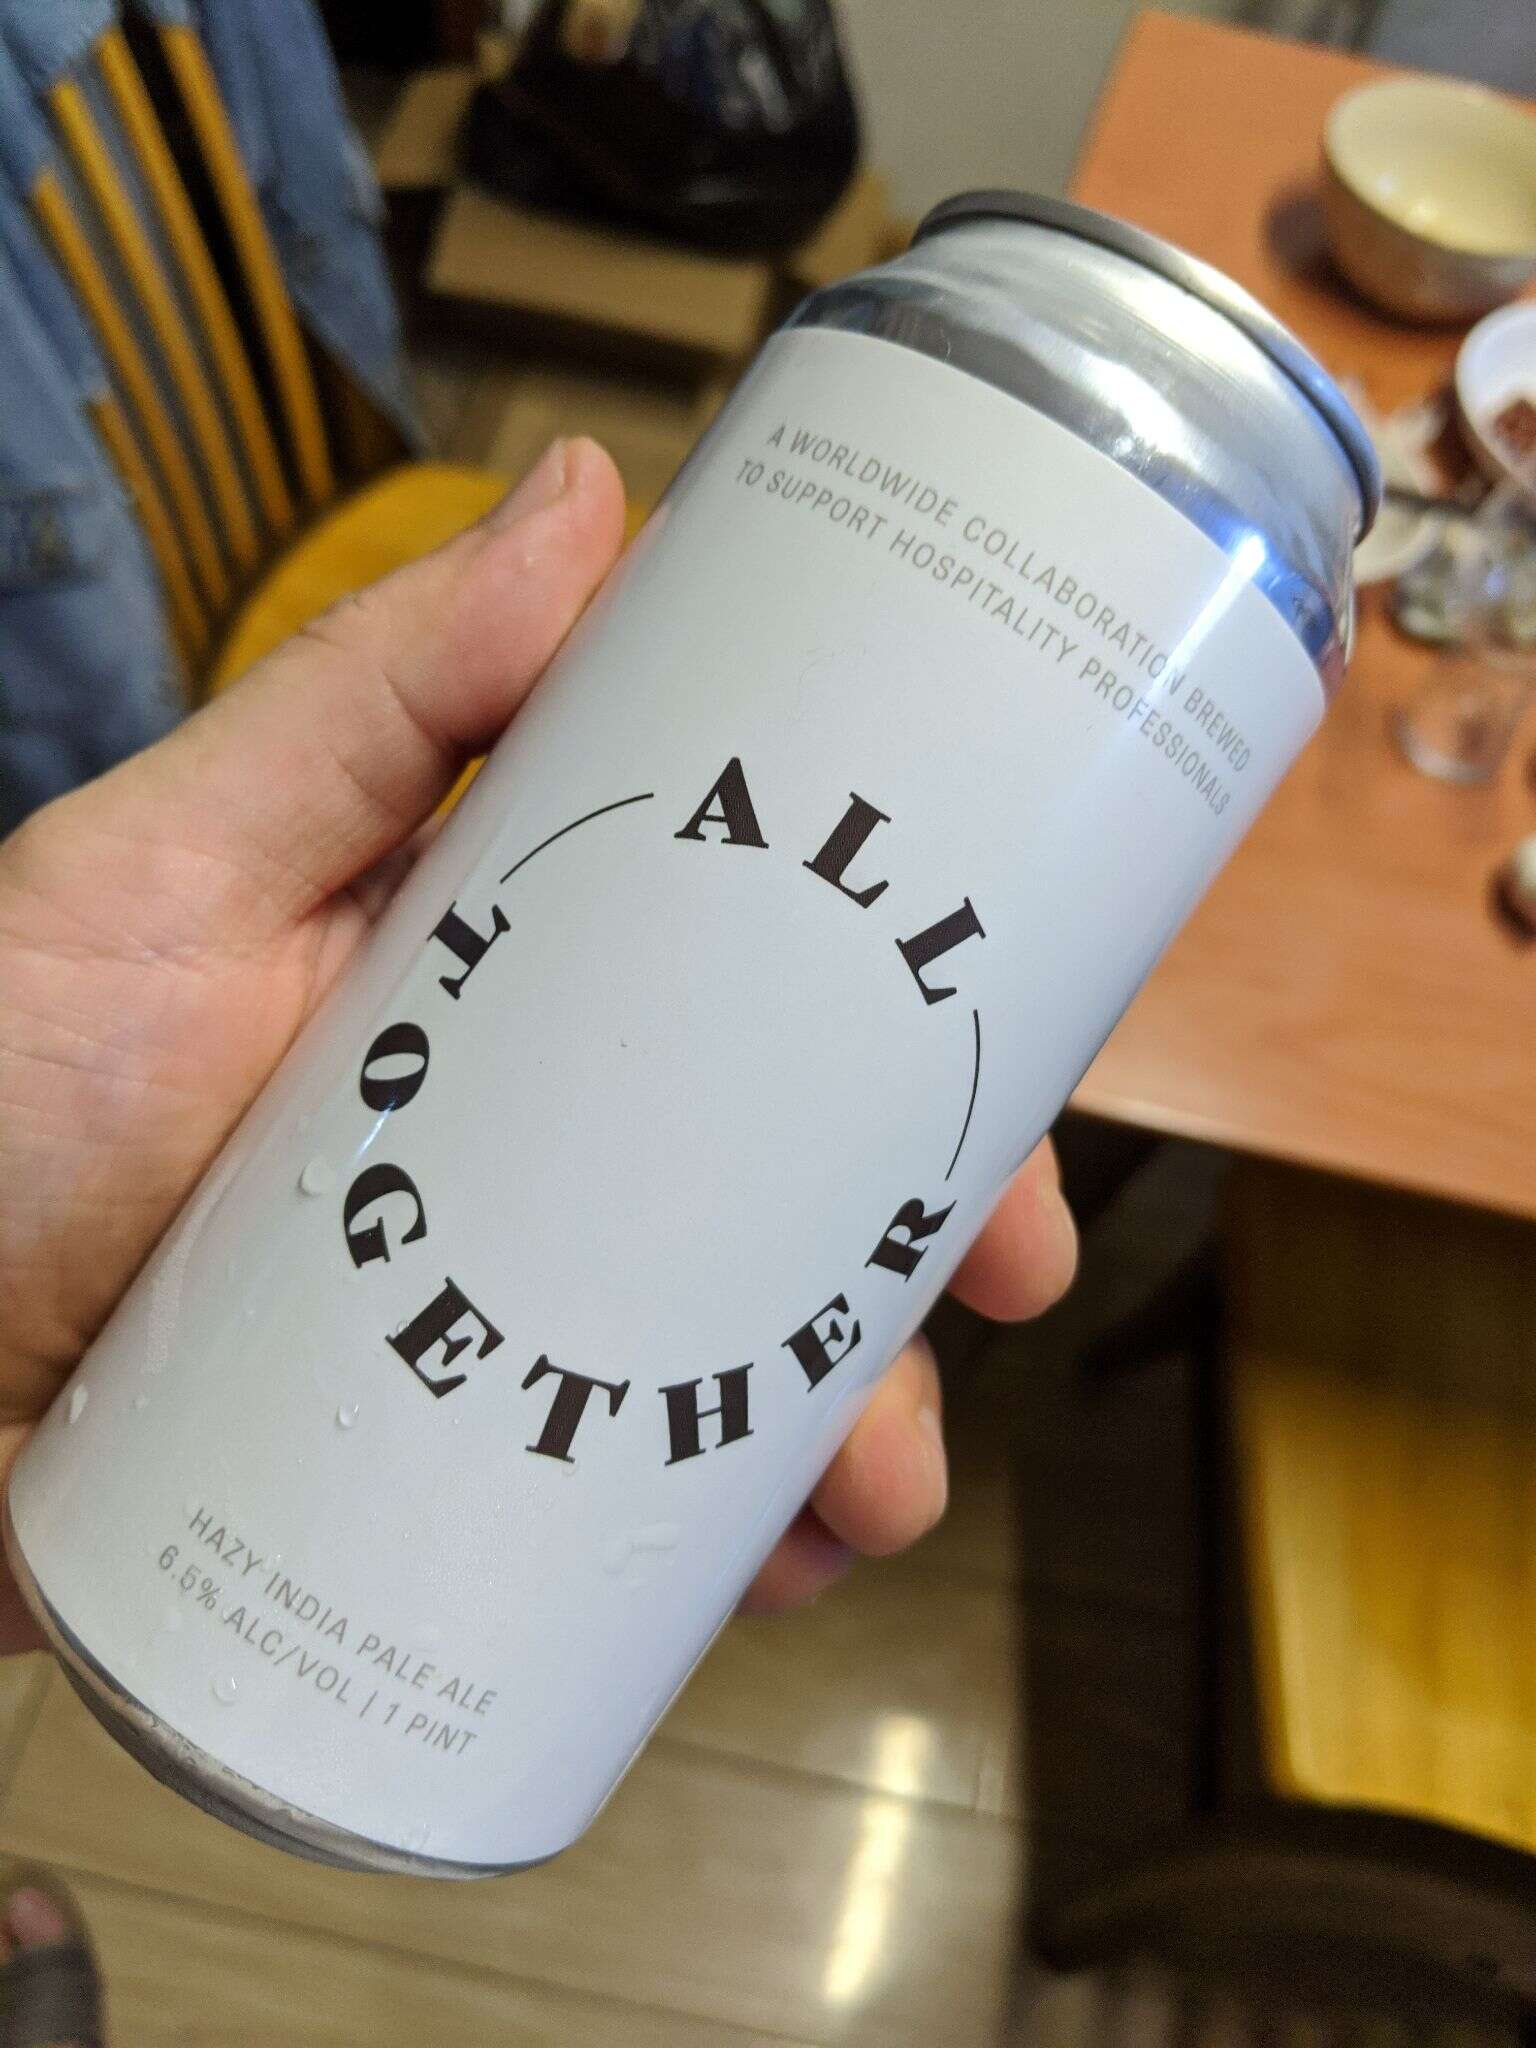 A WORLDWIDE COLLABORATION BREWED
TO SUPPORT HOSPITALITY PROFESSIONALS
ALL
TOGETHER
HAZY INDIA PALE ALE
6.5% ALC/VOL | 1 PINT